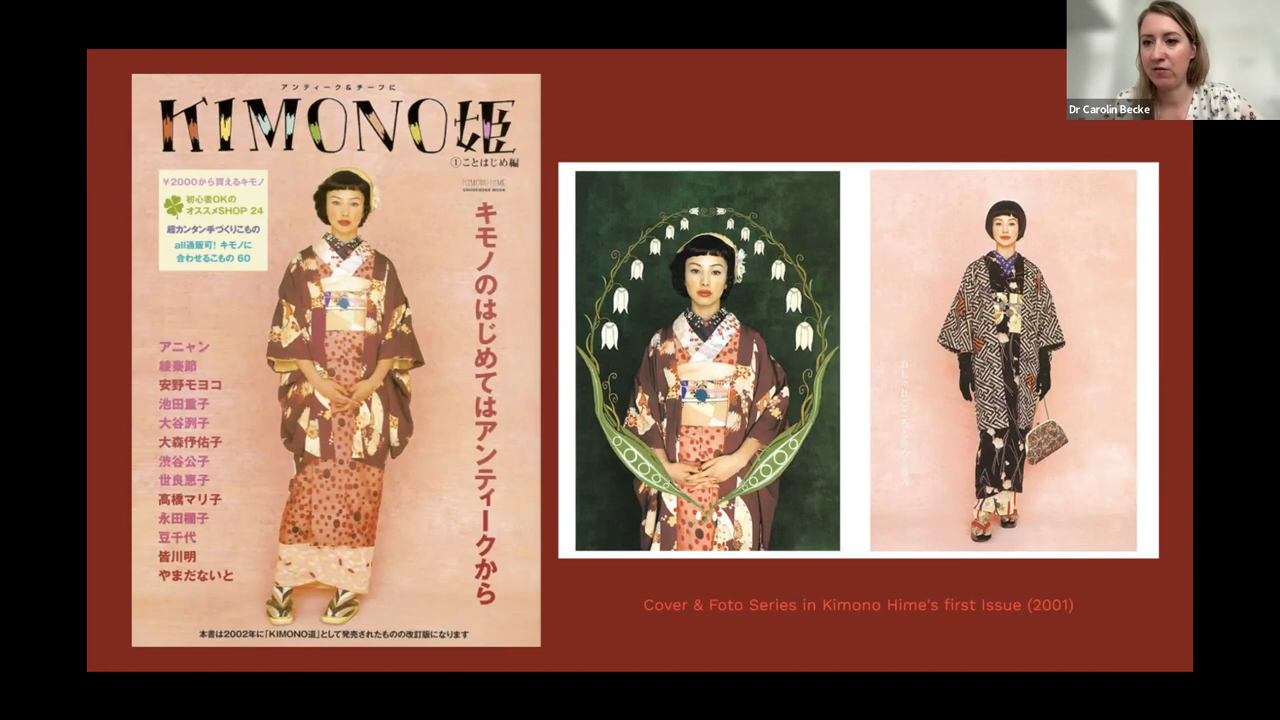 アンティーク&チープに
KIMONO姫
①ことはじめ編
KIMONO-HIME
SHODENSHA MOOK
¥2000から買えるキモノ
初心者OKの
オススメSHOP 24
超カンタン手づくりこもの
all通販可! キモノに
合わせるこもの 60
キモノのはじめてはアンティークから
アニャン
綾秦節
安野モヨコ
池田重子
大谷洌子
大森伃佑子
渋谷公子
世良恵子
高橋マリ子
永田欄子
豆千代
皆川明
やまだないと
本書は2002年に「KIMONO道」として発売されたものの改訂版になります
Cover & Foto Series in Kimono Hime's first Issue (2001)
Dr Carolin Becke